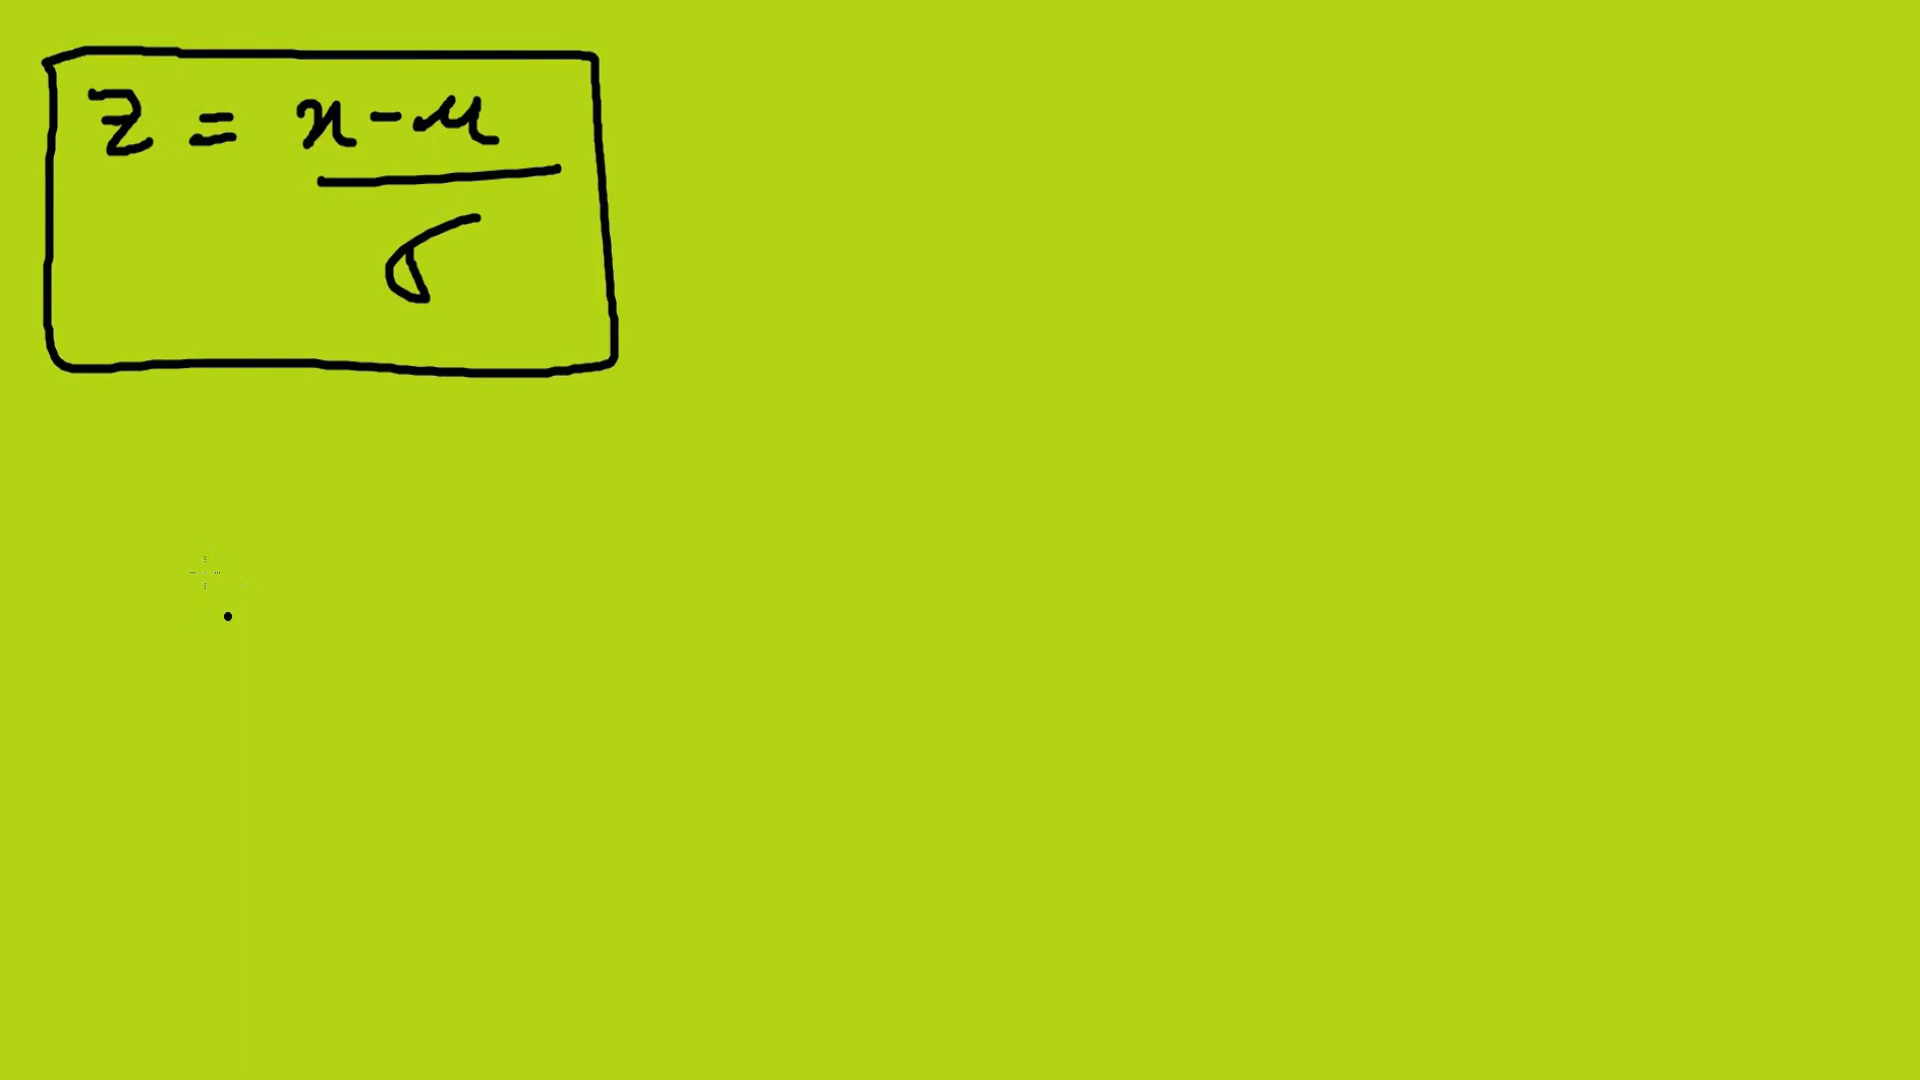 z = x - μ
σ